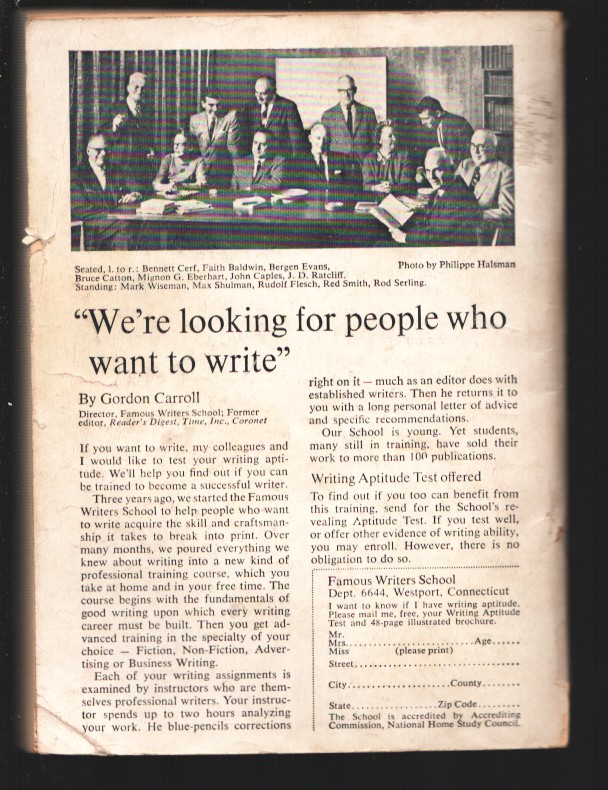 Seated, l. to r.: Bennett Cerf, Faith Baldwin, Bergen Evans,
Bruce Catton, Mignon G. Eberhart, John Caples, J. D. Ratcliff.
Standing: Mark Wiseman, Max Shulman, Rudolf Flesch, Red Smith, Rod Serling.
Photo by Philippe Halsman
“We’re looking for people who
want to write”
By Gordon Carroll
Director, Famous Writers School; Former
editor, Reader's Digest, Time, Inc., Coronet
If you want to write, my colleagues and
I would like to test your writing apti-
tude. We'll help you find out if you can
be trained to become a successful writer.
Three years ago, we started the Famous
Writers School to help people who want
to write acquire the skill and craftsman-
ship it takes to break into print. Over
many months, we poured everything we
knew about writing into a new kind of
professional training course, which you
take at home and in your free time. The
course begins with the fundamentals of
good writing upon which every writing
career must be built. Then you get ad-
vanced training in the specialty of your
choice — Fiction, Non-Fiction, Adver-
tising or Business Writing.
Each of your writing assignments is
examined by instructors who are them-
selves professional writers. Your instruc-
tor spends up to two hours analyzing
your work. He blue-pencils corrections
right on it — much as an editor does with
established writers. Then he returns it to
you with a long personal letter of advice
and specific recommendations.
Our School is young. Yet students,
many still in training, have sold their
work to more than 100 publications.
Writing Aptitude Test offered
To find out if you too can benefit from
this training, send for the School's re-
vealing Aptitude Test. If you test well,
or offer other evidence of writing ability,
you may enroll. However, there is no
obligation to do so.
Famous Writers School
Dept. 6644, Westport, Connecticut
I want to know if I have writing aptitude.
Please mail me, free, your Writing Aptitude
Test and 48-page illustrated brochure.
Mr.
Mrs.........................Age......
Miss (please print)
Street..................................
City....................County........
State...................Zip Code........
The School is accredited by Accrediting
Commission, National Home Study Council.